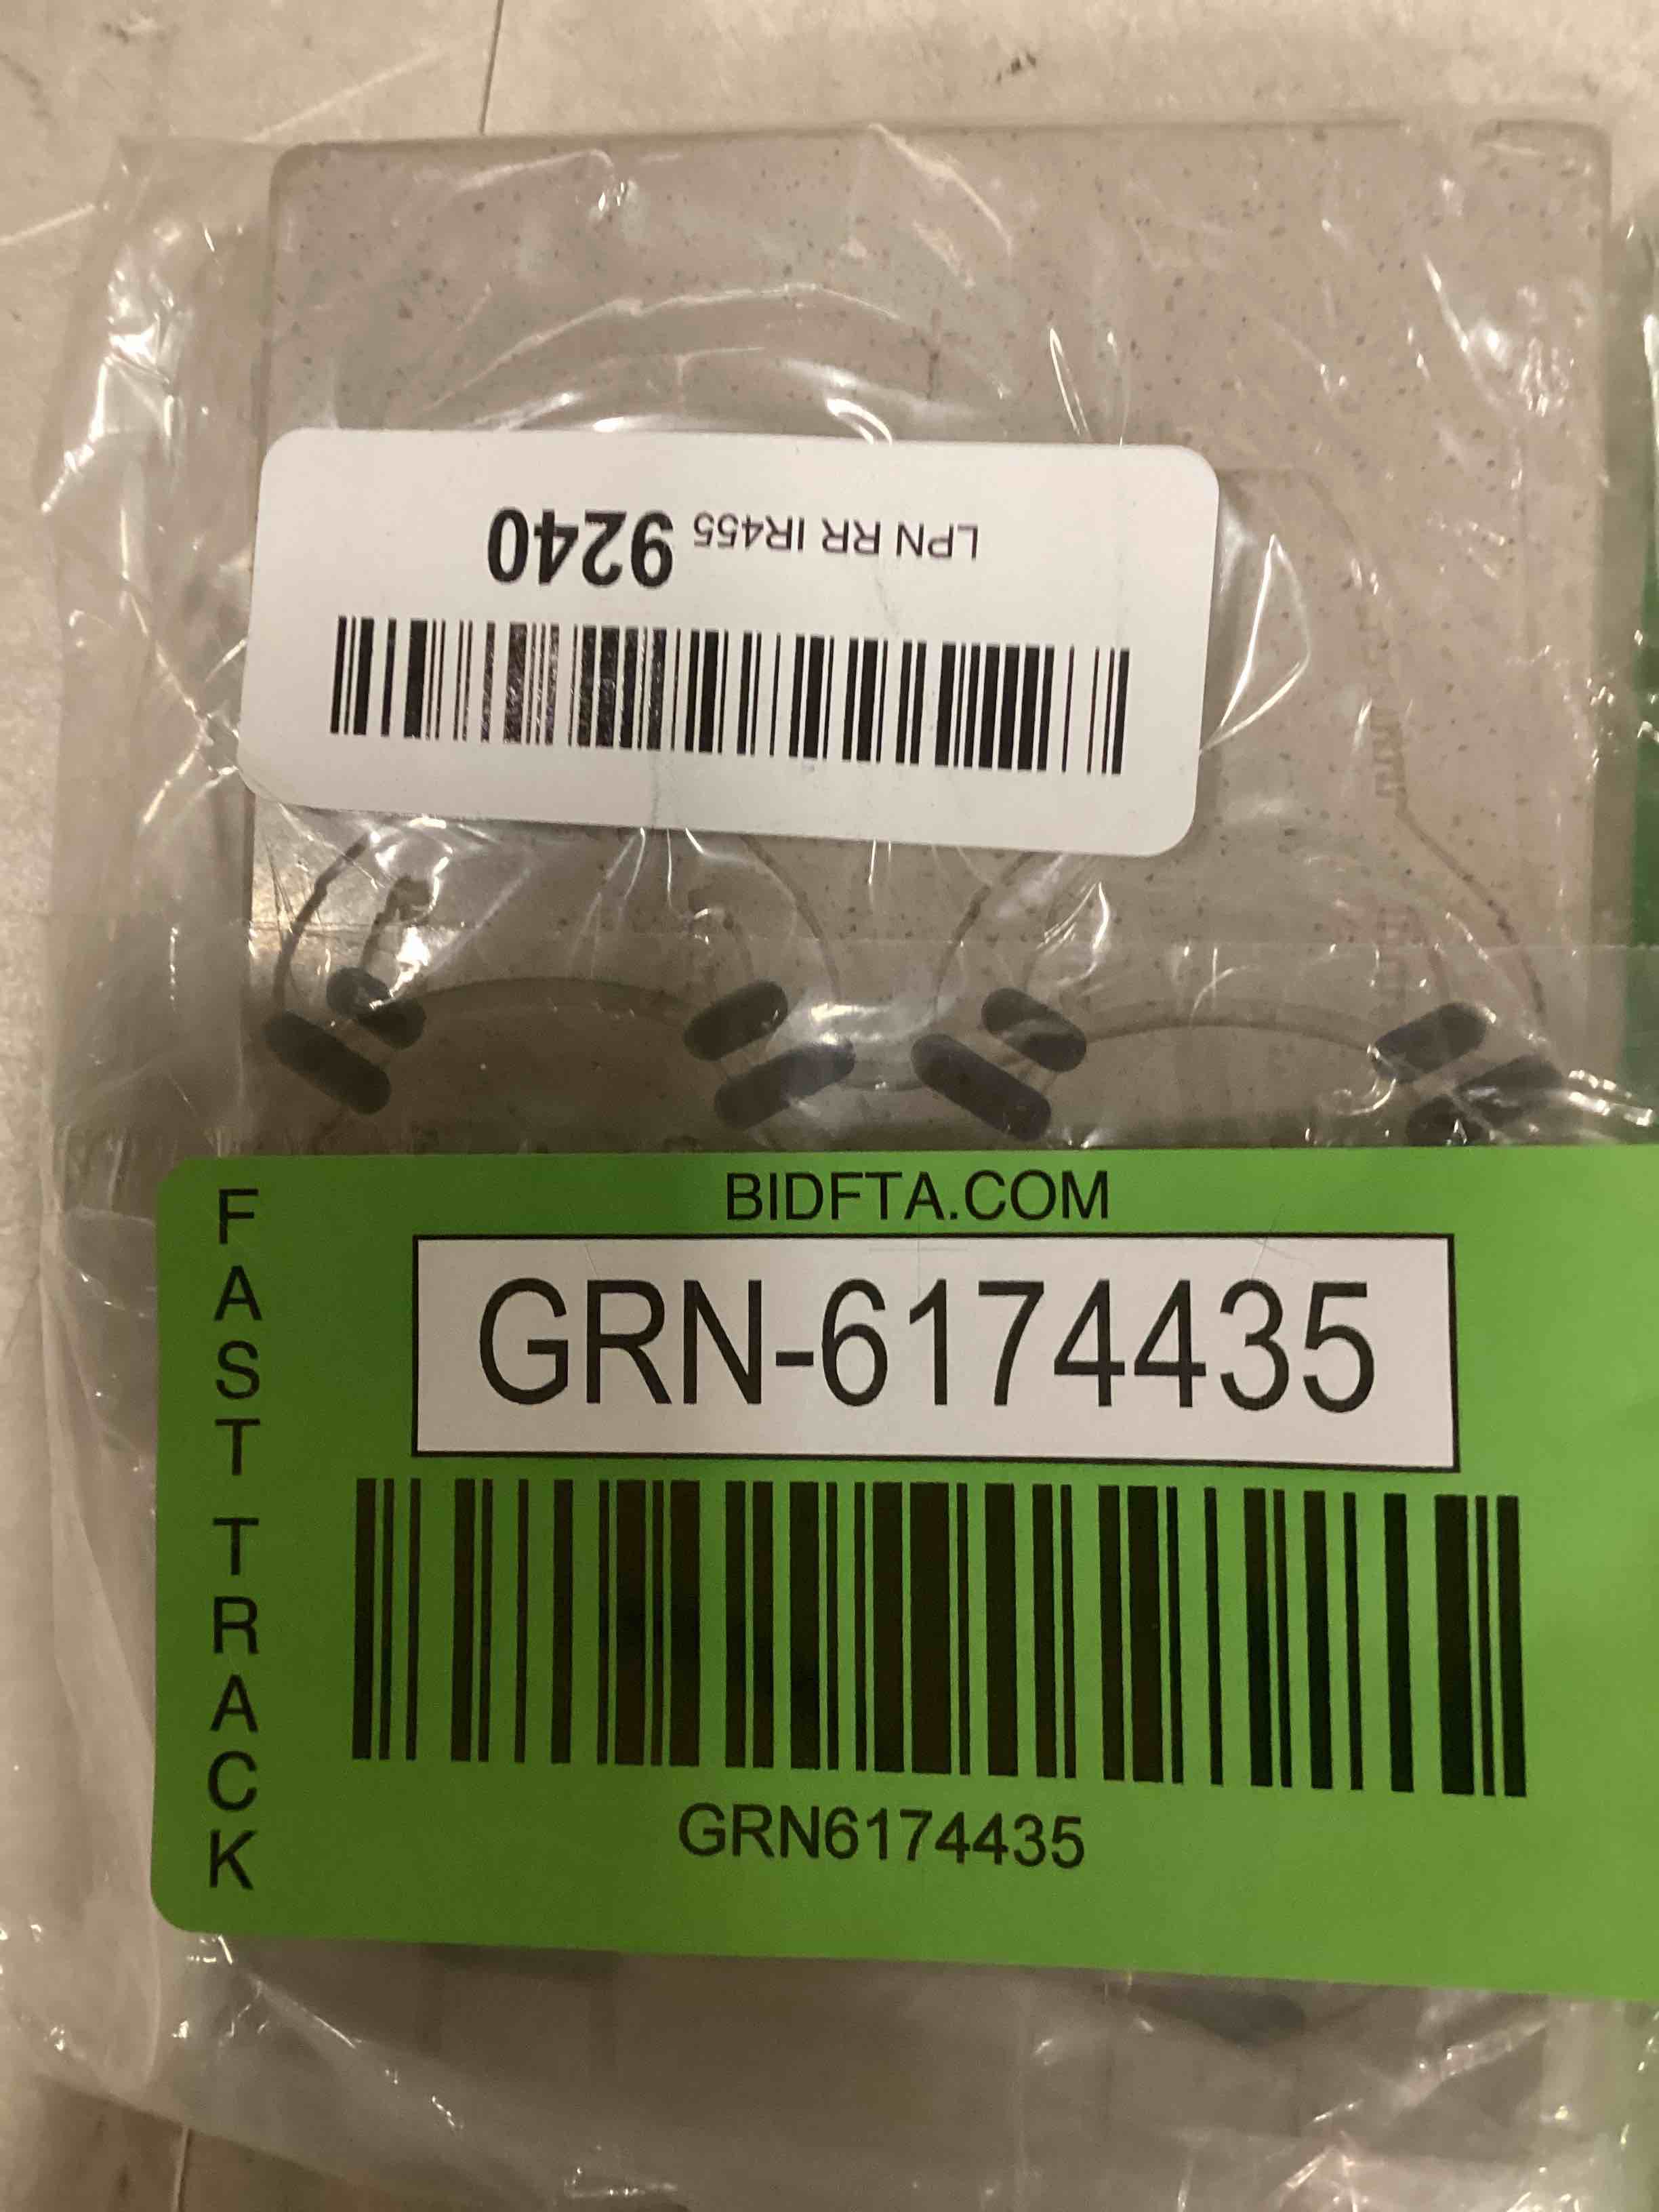 LPN RR IR455 9240
BIDFTA.COM
FAST TRACK
GRN-6174435
GRN6174435